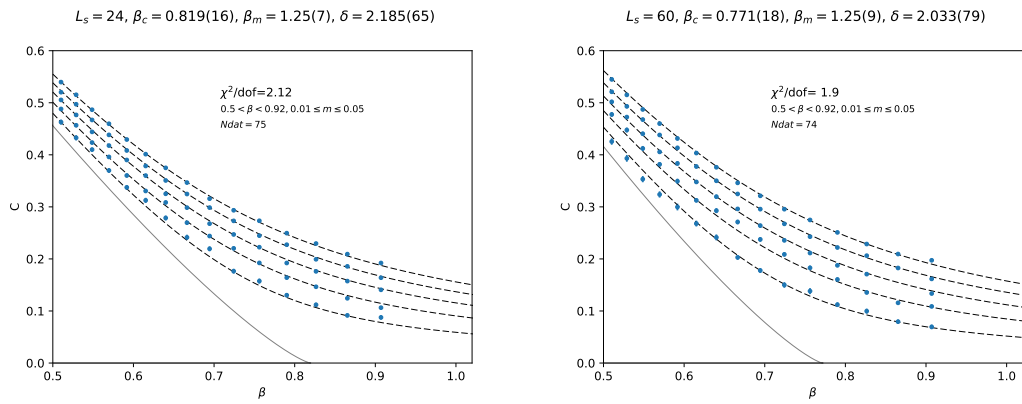 L_s = 24, β_c = 0.819(16), β_m = 1.25(7), δ = 2.185(65)
0.6
0.5
0.4
0.3
0.2
0.1
0.0
C
χ²/dof=2.12
0.5 < β < 0.92, 0.01 ≤ m ≤ 0.05
Ndat = 75
0.5 0.6 0.7 0.8 0.9 1.0
β
L_s = 60, β_c = 0.771(18), β_m = 1.25(9), δ = 2.033(79)
0.6
0.5
0.4
0.3
0.2
0.1
0.0
C
χ²/dof= 1.9
0.5 < β < 0.92, 0.01 ≤ m ≤ 0.05
Ndat = 74
0.5 0.6 0.7 0.8 0.9 1.0
β